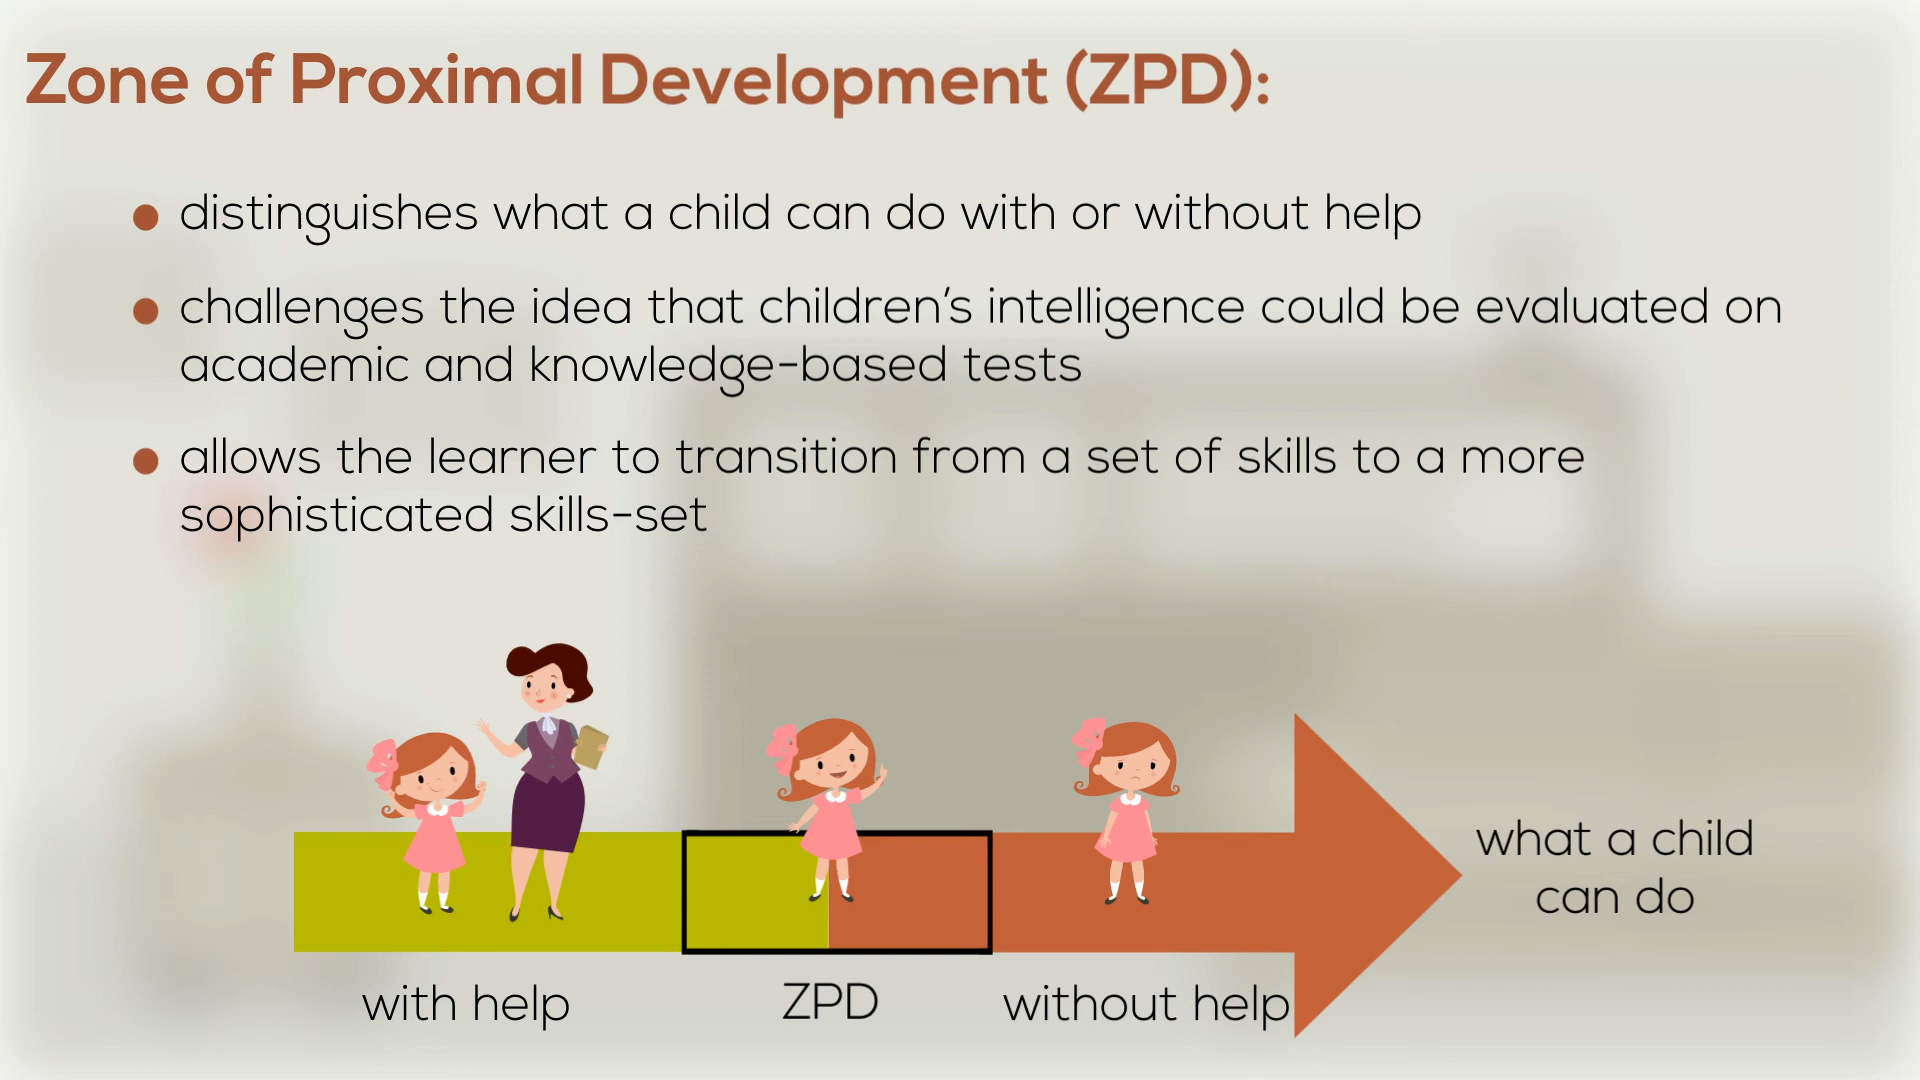 Zone of Proximal Development (ZPD):
distinguishes what a child can do with or without help
challenges the idea that children's intelligence could be evaluated on
academic and knowledge-based tests
allows the learner to transition from a set of skills to a more
sophisticated skills-set
what a child
can do
with help
ZPD
without help